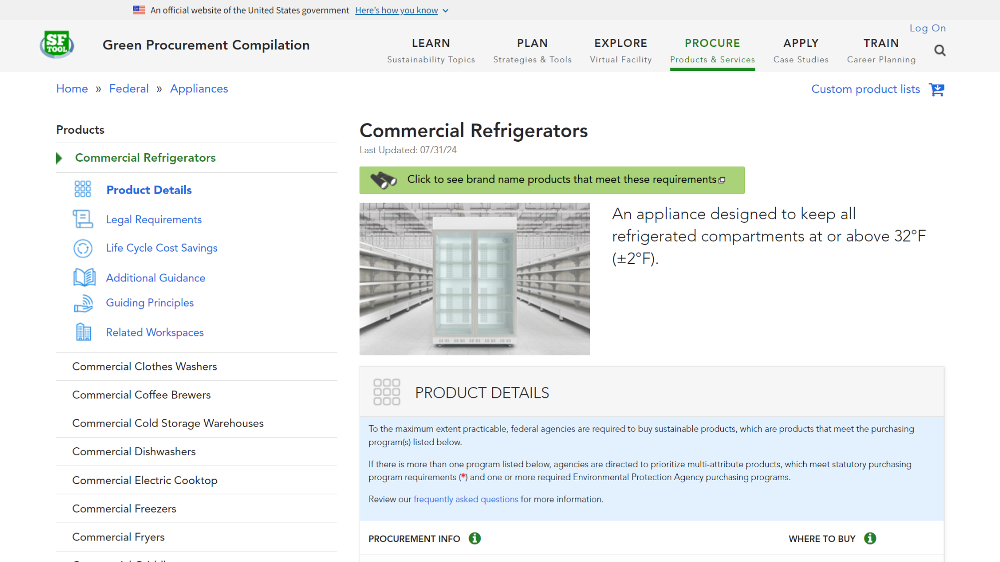 An official website of the United States government Here's how you know
Log On
SF TOOL
Green Procurement Compilation
LEARN
Sustainability Topics
PLAN
Strategies & Tools
EXPLORE
Virtual Facility
PROCURE
Products & Services
APPLY
Case Studies
TRAIN
Career Planning
Home » Federal » Appliances
Custom product lists
Products
Commercial Refrigerators
Product Details
Legal Requirements
Life Cycle Cost Savings
Additional Guidance
Guiding Principles
Related Workspaces
Commercial Clothes Washers
Commercial Coffee Brewers
Commercial Cold Storage Warehouses
Commercial Dishwashers
Commercial Electric Cooktop
Commercial Freezers
Commercial Fryers
Commercial Refrigerators
Last Updated: 07/31/24
Click to see brand name products that meet these requirements
An appliance designed to keep all
refrigerated compartments at or above 32°F
(±2°F).
PRODUCT DETAILS
To the maximum extent practicable, federal agencies are required to buy sustainable products, which are products that meet the purchasing
program(s) listed below.
If there is more than one program listed below, agencies are directed to prioritize multi-attribute products, which meet statutory purchasing
program requirements (*) and one or more required Environmental Protection Agency purchasing programs.
Review our frequently asked questions for more information.
PROCUREMENT INFO
WHERE TO BUY